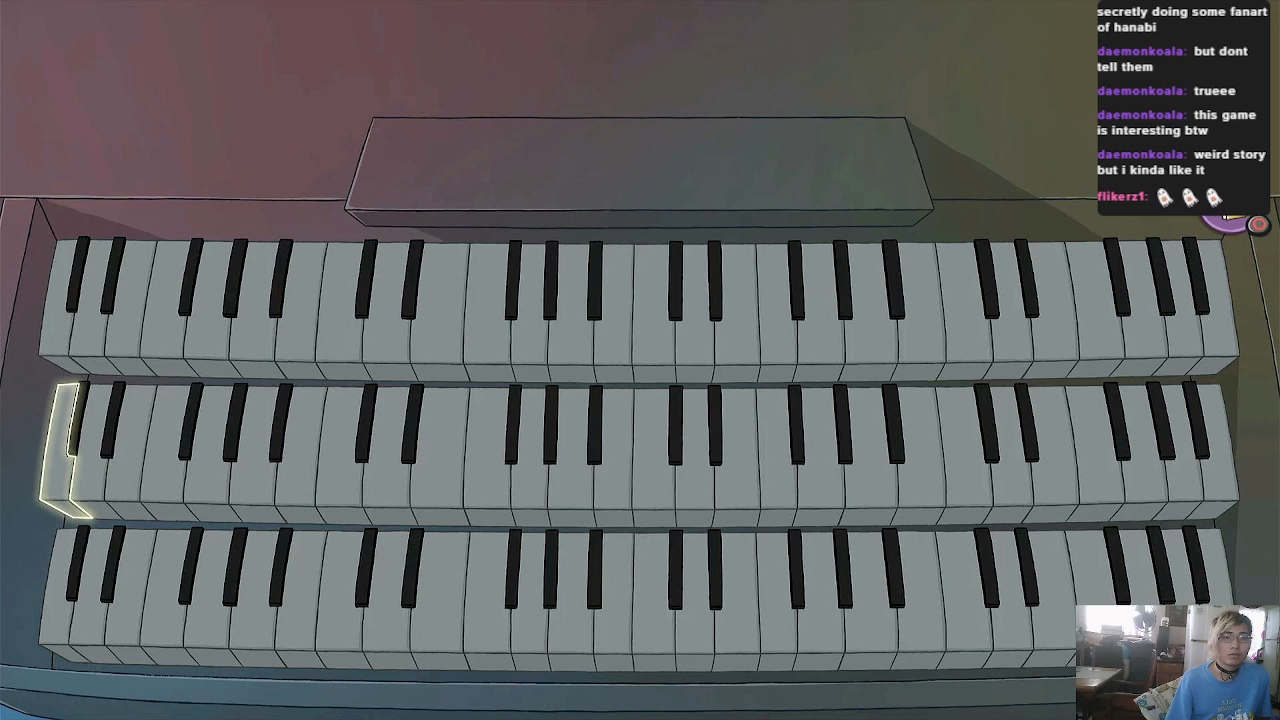 secretly doing some fanart
of hanabi
daemonkoala: but dont
tell them
daemonkoala: trueee
daemonkoala: this game
is interesting btw
daemonkoala: weird story
but i kinda like it
flikerz1: